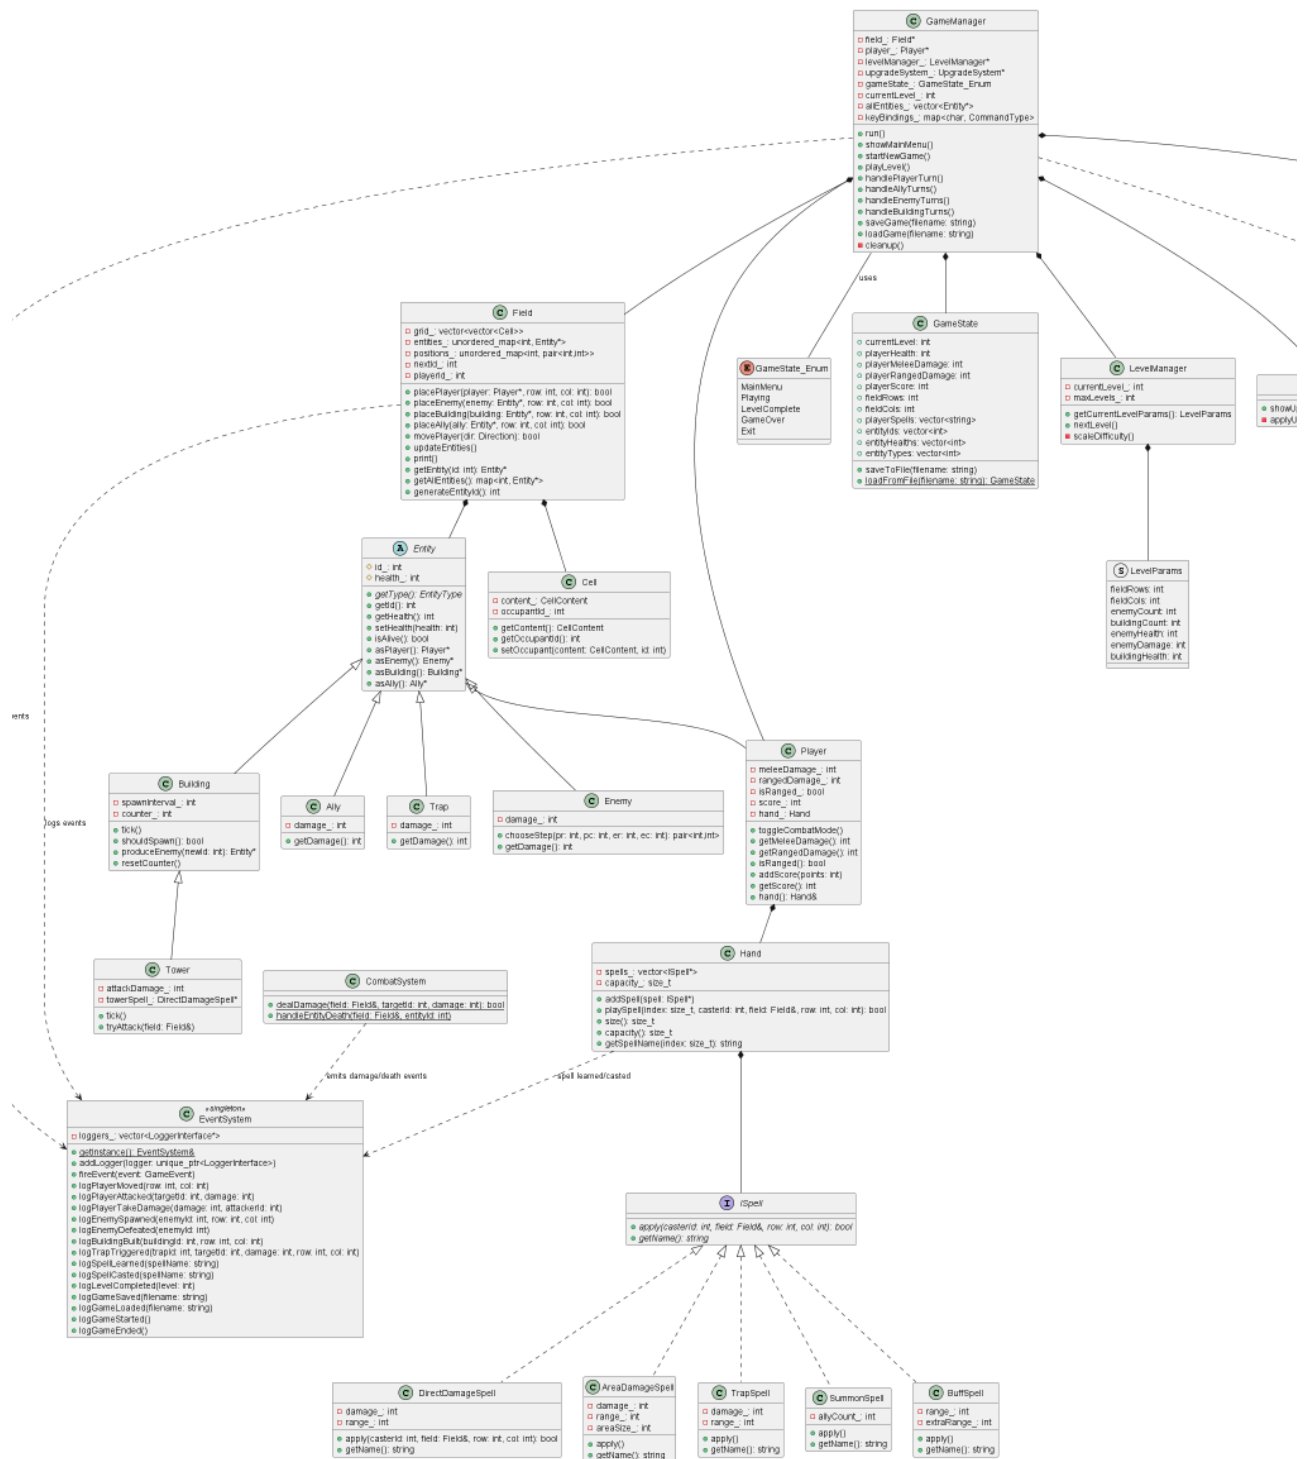 C GameManager
field_: Field*
player_: Player*
levelManager_: LevelManager*
upgradeSystem_: UpgradeSystem*
gameState_: GameState_Enum
currentLevel_: int
allEntities_: vector<Entity*>
keyBindings_: map<char, CommandType>
run()
showMainMenu()
startNewGame()
playLevel()
handlePlayerTurn()
handleAllyTurns()
handleEnemyTurns()
handleBuildingTurns()
saveGame(filename: string)
loadGame(filename: string)
cleanup()
uses
C Field
grid_: vector<vector<Cell>>
entities_: unordered_map<int, Entity*>
positions_: unordered_map<int, pair<int,int>>
nextId_: int
playerId_: int
placePlayer(player: Player*, row: int, col: int): bool
placeEnemy(enemy: Entity*, row: int, col: int): bool
placeBuilding(building: Entity*, row: int, col: int): bool
placeAlly(ally: Entity*, row: int, col: int): bool
movePlayer(dir: Direction): bool
updateEntities()
print()
getEntity(id: int): Entity*
getAllEntities(): map<int, Entity*>
generateEntityId(): int
E GameState_Enum
MainMenu
Playing
LevelComplete
GameOver
Exit
C GameState
currentLevel: int
playerHealth: int
playerMeleeDamage: int
playerRangedDamage: int
playerScore: int
fieldRows: int
fieldCols: int
playerSpells: vector<string>
entityIds: vector<int>
entityHealths: vector<int>
entityTypes: vector<int>
saveToFile(filename: string)
loadFromFile(filename: string): GameState
C LevelManager
currentLevel_: int
maxLevels_: int
getCurrentLevelParams(): LevelParams
nextLevel()
scaleDifficulty()
showU
applyU
A Entity
id_: int
health_: int
getType(): EntityType
getId(): int
getHealth(): int
setHealth(health: int)
isAlive(): bool
asPlayer(): Player*
asEnemy(): Enemy*
asBuilding(): Building*
asAlly(): Ally*
C Cell
content_: CellContent
occupantId_: int
getContent(): CellContent
getOccupantId(): int
setOccupant(content: CellContent, id: int)
S LevelParams
fieldRows: int
fieldCols: int
enemyCount: int
buildingCount: int
enemyHealth: int
enemyDamage: int
buildingHealth: int
vents
logs events
C Building
spawnInterval_: int
counter_: int
tick()
shouldSpawn(): bool
produceEnemy(newId: int): Entity*
resetCounter()
C Ally
damage_: int
getDamage(): int
C Trap
damage_: int
getDamage(): int
C Enemy
damage_: int
chooseStep(pr: int, pc: int, er: int, ec: int): pair<int,int>
getDamage(): int
C Player
meleeDamage_: int
rangedDamage_: int
isRanged_: bool
score_: int
hand_: Hand
toggleCombatMode()
getMeleeDamage(): int
getRangedDamage(): int
isRanged(): bool
addScore(points: int)
getScore(): int
hand(): Hand&
C Tower
attackDamage_: int
towerSpell_: DirectDamageSpell*
tick()
tryAttack(field: Field&)
C CombatSystem
dealDamage(field: Field&, targetId: int, damage: int): bool
handleEntityDeath(field: Field&, entityId: int)
C Hand
spells_: vector<ISpell*>
capacity_: size_t
addSpell(spell: ISpell*)
playSpell(index: size_t, casterId: int, field: Field&, row: int, col: int): bool
size(): size_t
capacity(): size_t
getSpellName(index: size_t): string
emits damage/death events
spell learned/casted
C «singleton»
EventSystem
loggers_: vector<LoggerInterface*>
getInstance(): EventSystem&
addLogger(logger: unique_ptr<LoggerInterface>)
fireEvent(event: GameEvent)
logPlayerMoved(row: int, col: int)
logPlayerAttacked(targetId: int, damage: int)
logPlayerTakeDamage(damage: int, attackerId: int)
logEnemySpawned(enemyId: int, row: int, col: int)
logEnemyDefeated(enemyId: int)
logBuildingBuilt(buildingId: int, row: int, col: int)
logTrapTriggered(trapId: int, targetId: int, damage: int, row: int, col: int)
logSpellLearned(spellName: string)
logSpellCasted(spellName: string)
logLevelCompleted(level: int)
logGameSaved(filename: string)
logGameLoaded(filename: string)
logGameStarted()
logGameEnded()
I ISpell
apply(casterId: int, field: Field&, row: int, col: int): bool
getName(): string
C DirectDamageSpell
damage_: int
range_: int
apply(casterId: int, field: Field&, row: int, col: int): bool
getName(): string
C AreaDamageSpell
damage_: int
range_: int
areaSize_: int
apply()
getName(): string
C TrapSpell
damage_: int
range_: int
apply()
getName(): string
C SummonSpell
allyCount_: int
apply()
getName(): string
C BuffSpell
range_: int
extraRange_: int
apply()
getName(): string